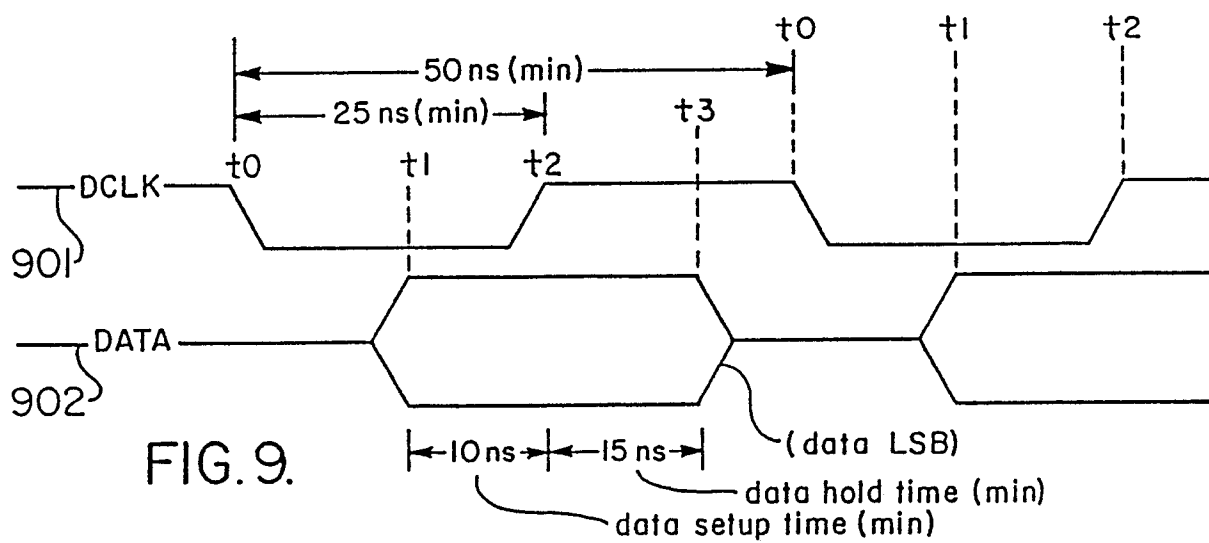 t0 t1 t2
50 ns (min)
25 ns (min)
t3
t0 t1 t2
DCLK
901
DATA
902
10 ns 15 ns
(data LSB)
data hold time (min)
data setup time (min)
FIG. 9.